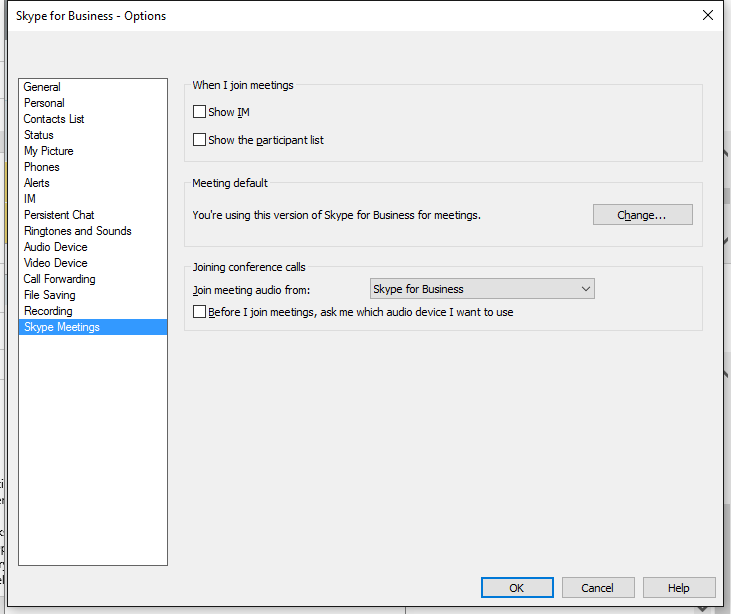 Skype for Business - Options
General
Personal
Contacts List
Status
My Picture
Phones
Alerts
IM
Persistent Chat
Ringtones and Sounds
Audio Device
Video Device
Call Forwarding
File Saving
Recording
Skype Meetings
When I join meetings
Show IM
Show the participant list
Meeting default
You're using this version of Skype for Business for meetings.
Change...
Joining conference calls
Join meeting audio from:
Skype for Business
Before I join meetings, ask me which audio device I want to use
OK
Cancel
Help